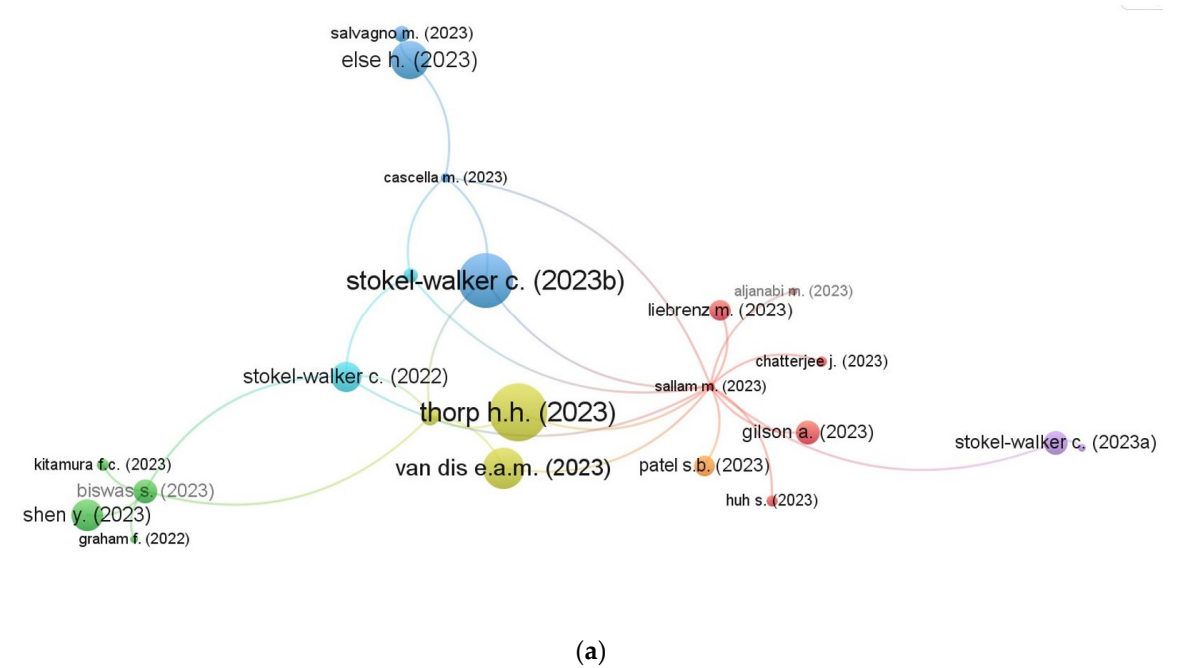 salvagno m. (2023)
else h. (2023)
cascella m. (2023)
stokel-walker c. (2023b)
aljanabi m. (2023)
liebrenz m. (2023)
chatterjee j. (2023)
stokel-walker c. (2022)
sallam m. (2023)
thorp h.h. (2023)
gilson a. (2023)
stokel-walker c. (2023a)
kitamura f.c. (2023)
van dis e.a.m. (2023)
patel s.b. (2023)
biswas s. (2023)
huh s. (2023)
shen y. (2023)
graham f. (2022)
(a)